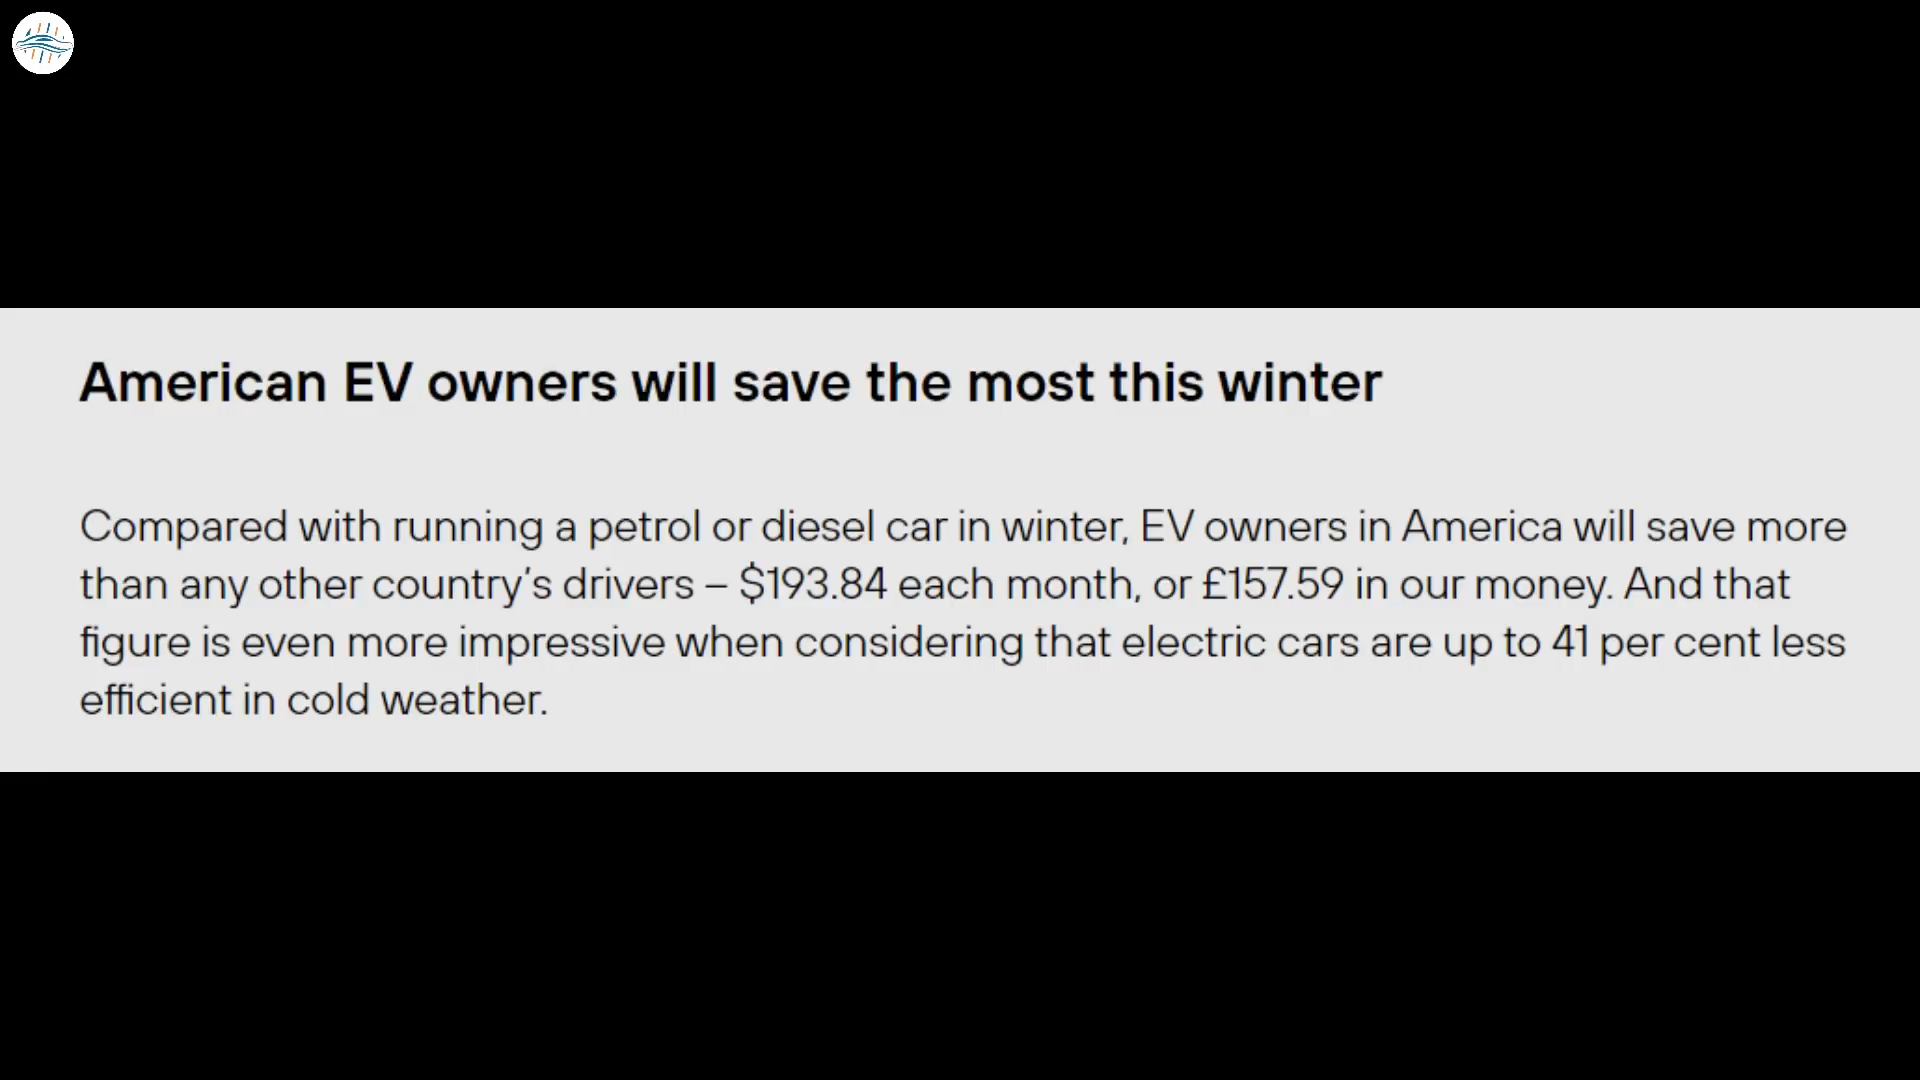 American EV owners will save the most this winter
Compared with running a petrol or diesel car in winter, EV owners in America will save more
than any other country’s drivers – $193.84 each month, or £157.59 in our money. And that
figure is even more impressive when considering that electric cars are up to 41 per cent less
efficient in cold weather.